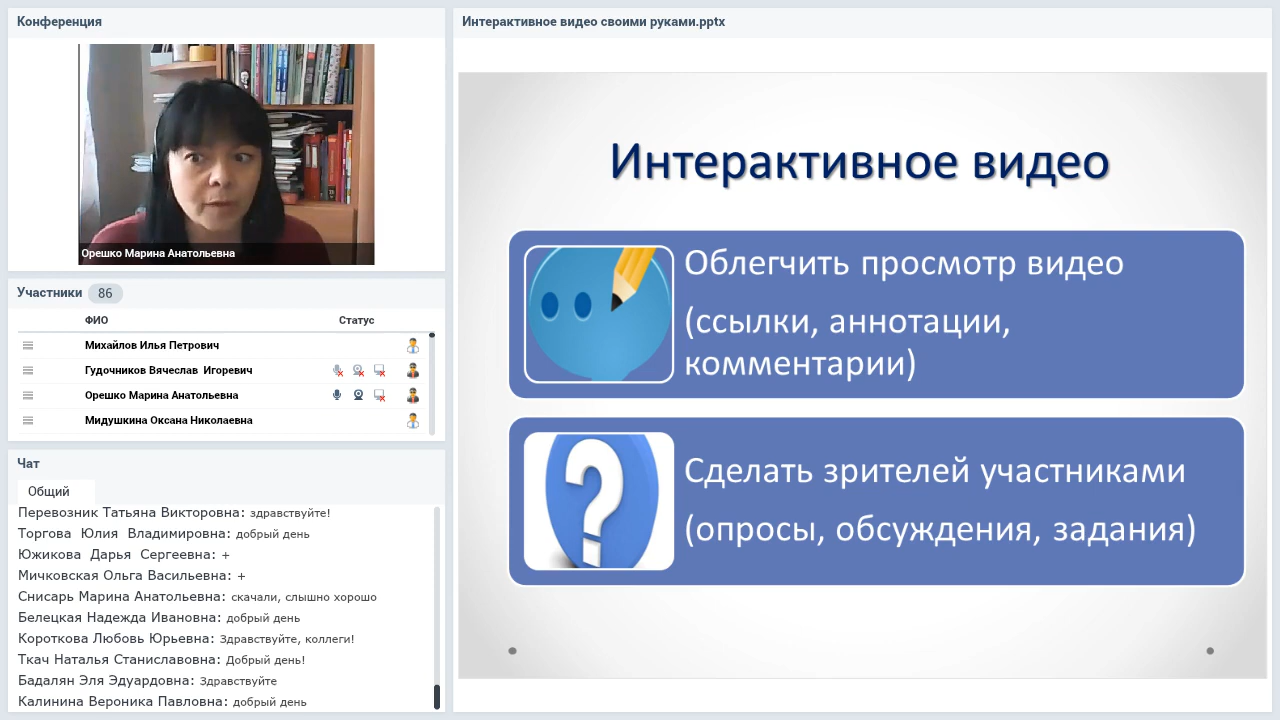 Конференция
Орешко Марина Анатольевна
Участники 86
ФИО Статус
Михайлов Илья Петрович
Гудочников Вячеслав Игоревич
Орешко Марина Анатольевна
Мидушкина Оксана Николаевна
Чат
Общий
Перевозник Татьяна Викторовна: здравствуйте!
Торгова Юлия Владимировна: добрый день
Южикова Дарья Сергеевна: +
Мичковская Ольга Васильевна: +
Снисарь Марина Анатольевна: скачали, слышно хорошо
Белецкая Надежда Ивановна: добрый день
Короткова Любовь Юрьевна: Здравствуйте, коллеги!
Ткач Наталья Станиславовна: Добрый день!
Бадалян Эля Эдуардовна: Здравствуйте
Калинина Вероника Павловна: добрый день
Интерактивное видео своими руками.pptx
Интерактивное видео
Облегчить просмотр видео
(ссылки, аннотации,
комментарии)
?
Сделать зрителей участниками
(опросы, обсуждения, задания)